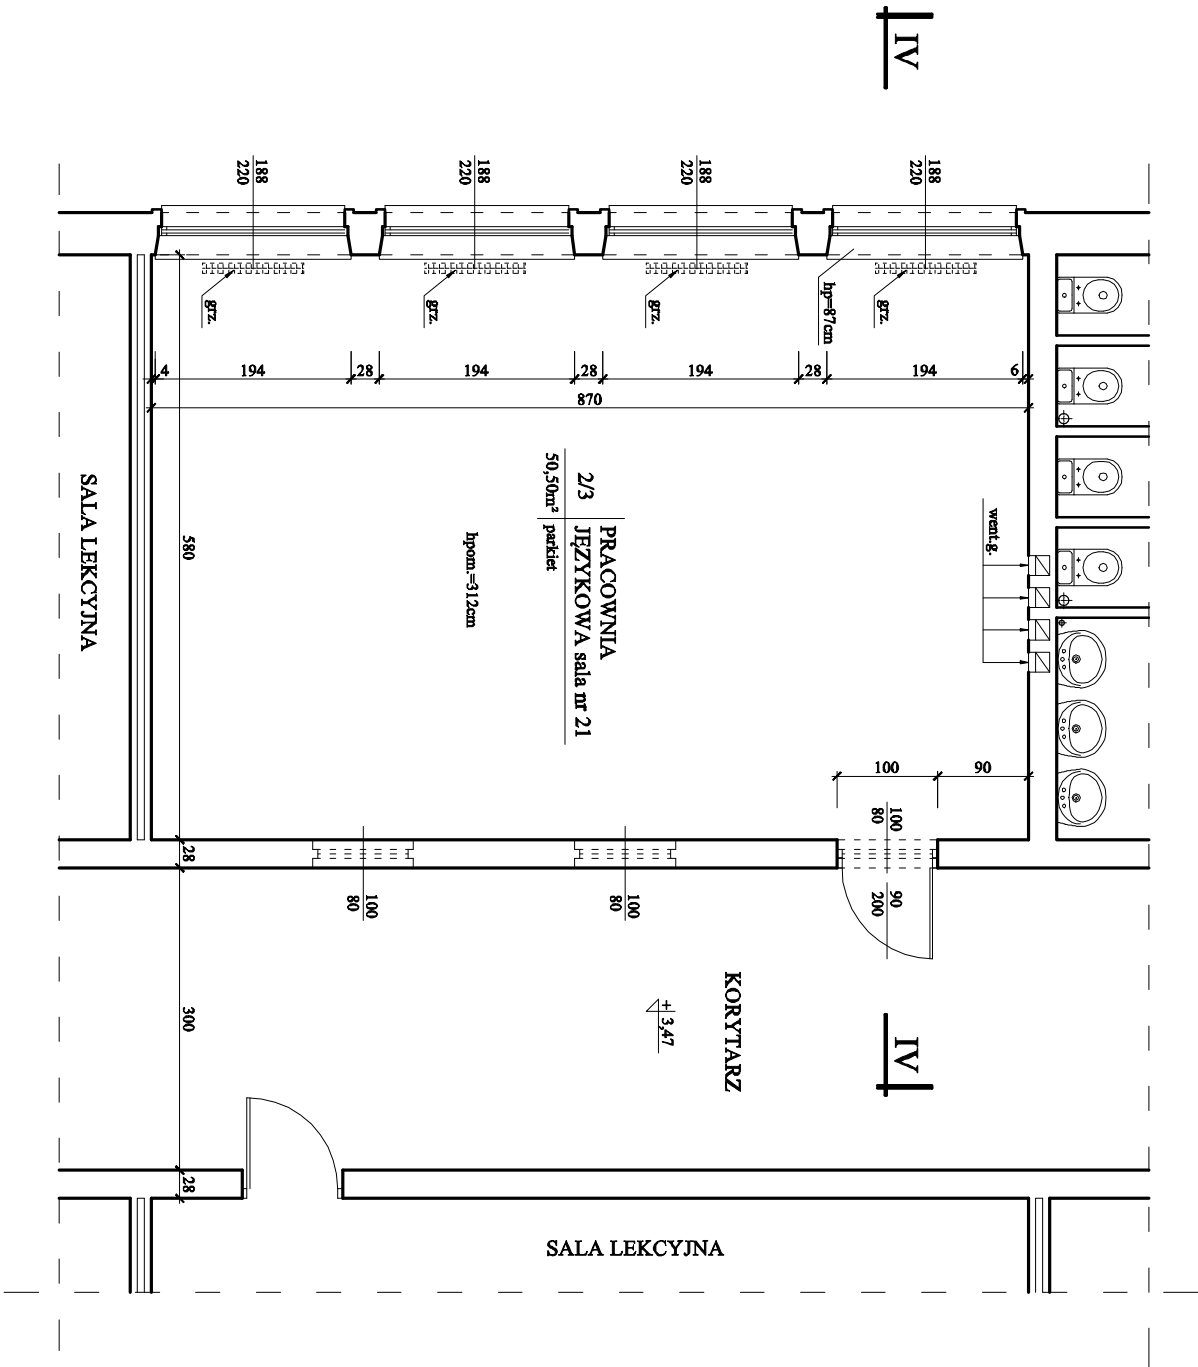 IV
188
220
188
220
188
220
188
220
grz.
grz.
grz.
hp=87cm
grz.
4
194
28
194
28
194
28
194
6
870
SALA LEKCYJNA
580
2/3
PRACOWNIA
JĘZYKOWA sala nr 21
50,50m²
parkiet
hpom.=312cm
went.g.
100
90
100
80
90
200
28
100
80
100
80
KORYTARZ
+
3,47
300
IV
28
SALA LEKCYJNA